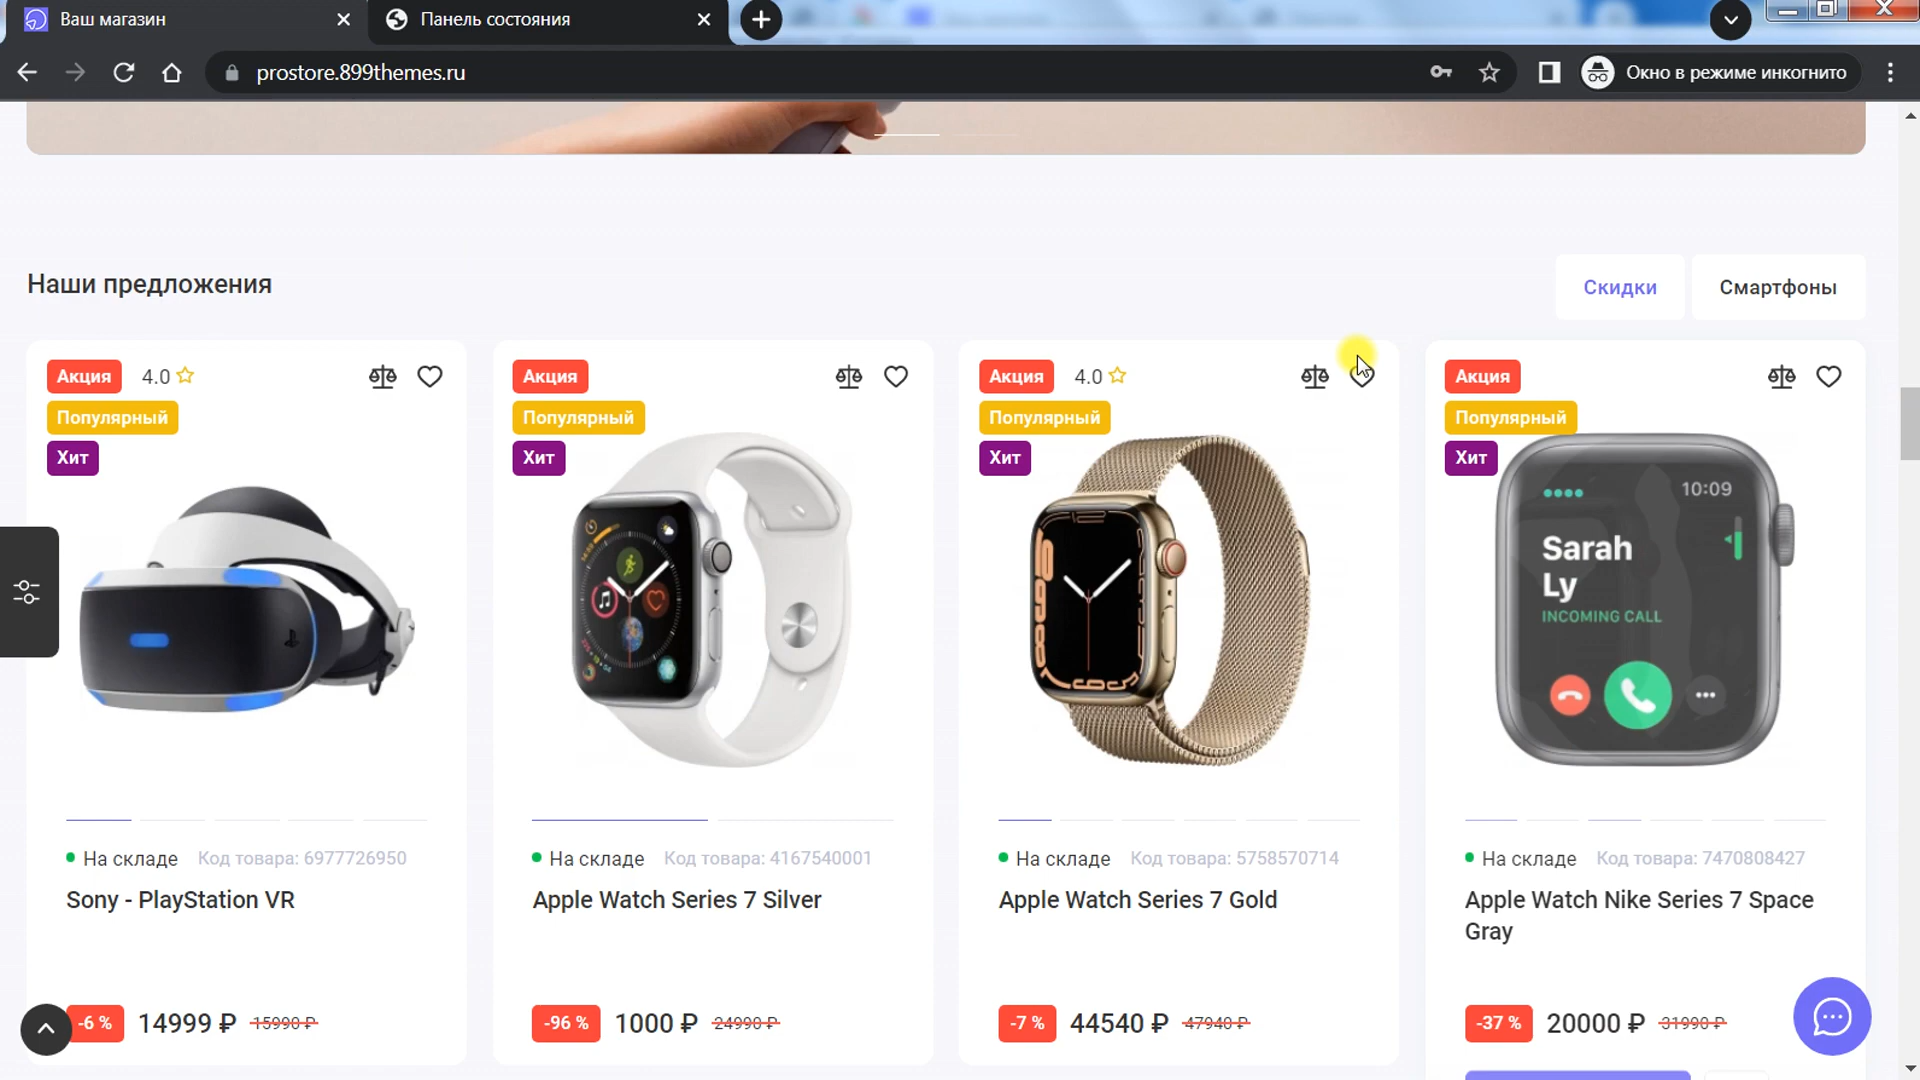 Ваш магазин
Панель состояния
prostore.899themes.ru
Окно в режиме инкогнито
Наши предложения
Скидки
Смартфоны
Акция 4.0
Популярный
Хит
Акция
Популярный
Хит
Акция 4.0
Популярный
Хит
Акция
Популярный
Хит
10:09
Sarah
Ly
INCOMING CALL
На складе Код товара: 6977726950
Sony - PlayStation VR
-6 % 14999 ₽ 15990 ₽
На складе Код товара: 4167540001
Apple Watch Series 7 Silver
-96 % 1000 ₽ 24990 ₽
На складе Код товара: 5758570714
Apple Watch Series 7 Gold
-7 % 44540 ₽ 47940 ₽
На складе Код товара: 7470808427
Apple Watch Nike Series 7 Space
Gray
-37 % 20000 ₽ 31990 ₽